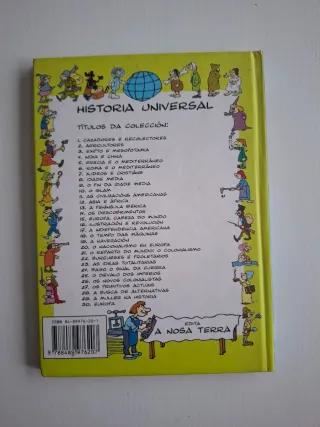 HISTORIA UNIVERSAL
TÍTULOS DA COLECCIÓN:
1. CAZADORES E RECOLECTORES
2. AGRICULTORES
3. EXIPTO E MESOPOTAMIA
4. INDIA E CHINA
5. GRECIA E O MEDITERRÁNEO
6. ROMA E O MEDITERRÁNEO
7. XUDEOS E CRISTIÁNS
8. IDADE MEDIA
9. O FIN DA IDADE MEDIA
10. O ISLAM
11. AS CIVILIZACIÓNS AMERICANAS
12. ASIA E ÁFRICA
13. A PENÍNSULA IBÉRICA
14. OS DESCUBRIMENTOS
15. EUROPA, CABEZA DO MUNDO
16. ILUSTRACIÓN E REVOLUCIÓN
17. A INDEPENDENCIA AMERICANA
18. O TEMPO DAS MÁQUINAS
19. A NAVEGACIÓN
20. O NACIONALISMO EN EUROPA
21. O REPARTO DO MUNDO: O COLONIALISMO
22. BURGUESES E PROLETARIOS
23. AS IDEAS TOTALITARIAS
24. BAIXO O SINAL DA GUERRA
25. O DEVALO DOS IMPERIOS
26. OS NOVOS COLONIALISTAS
27. OS PRIMITIVOS ACTUAIS
28. A BUSCA DE ALTERNATIVAS
29. A MULLER NA HISTORIA
30. EUROPA
EDITA
A NOSA TERRA